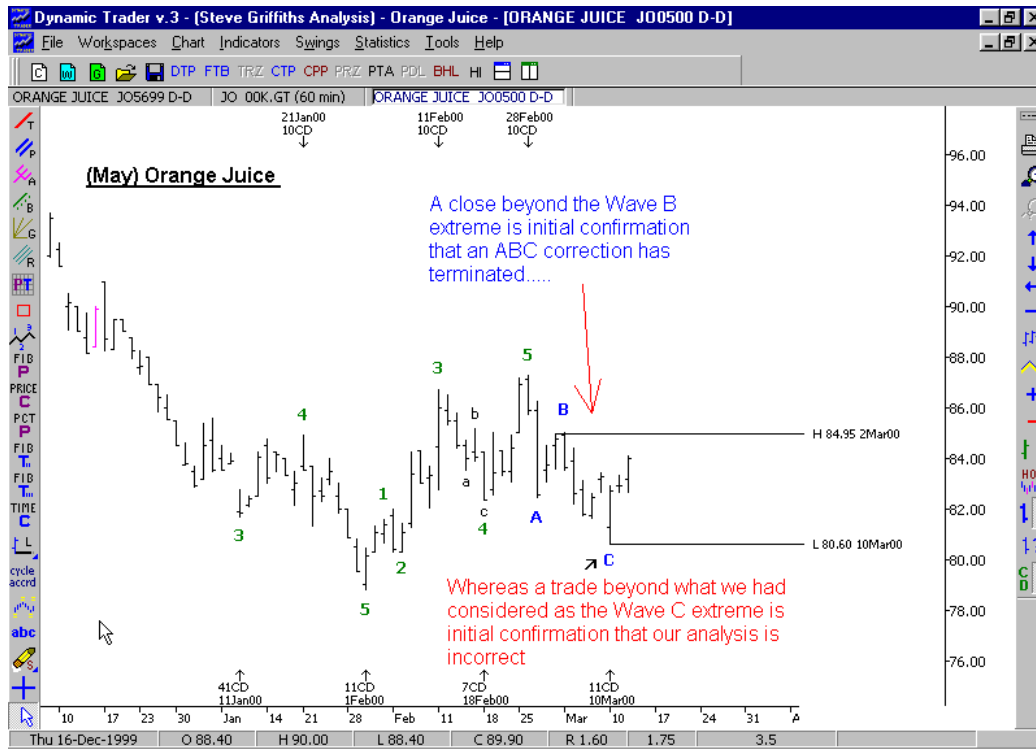 Dynamic Trader v.3 - (Steve Griffiths Analysis) - Orange Juice - [ORANGE JUICE JO0500 D-D]
File Workspaces Chart Indicators Swings Statistics Tools Help
C W G DTP FTB TRZ CTP CPP PRZ PTA PDL BHL HI
ORANGE JUICE JO5699 D-D JO 00K.GT (60 min) ORANGE JUICE JO0500 D-D
21Jan00 11Feb00 28Feb00
10CD 10CD 10CD
(May) Orange Juice
A close beyond the Wave B
extreme is initial confirmation
that an ABC correction has
terminated.....
96.00
94.00
92.00
90.00
88.00
86.00
84.00
82.00
80.00
78.00
76.00
T
P
A
B
G
R
PT
1 2 3
FIB
P
PRICE
C
PCT
P
FIB
T
FIB
T
TIME
C
L
cycle
accrd
abc
S
3 5
4 b B
H 84.95 2Mar00
a
1 c A
3 2 4
L 80.60 10Mar00
C
5
Whereas a trade beyond what we had
considered as the Wave C extreme is
initial confirmation that our analysis is
incorrect
HO
C
D
41CD 11CD 7CD 11CD
11Jan00 1Feb00 18Feb00 10Mar00
10 17 23 30 Jan 14 21 28 Feb 11 18 25 Mar 10 17 24 31 A
Thu 16-Dec-1999 O 88.40 H 90.00 L 88.40 C 89.90 R 1.60 1.75 3.5